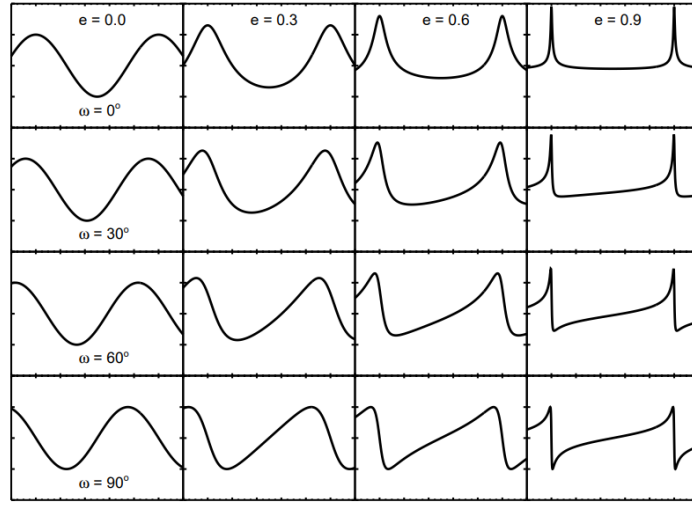 e = 0.0 e = 0.3 e = 0.6 e = 0.9
ω = 0°
ω = 30°
ω = 60°
ω = 90°